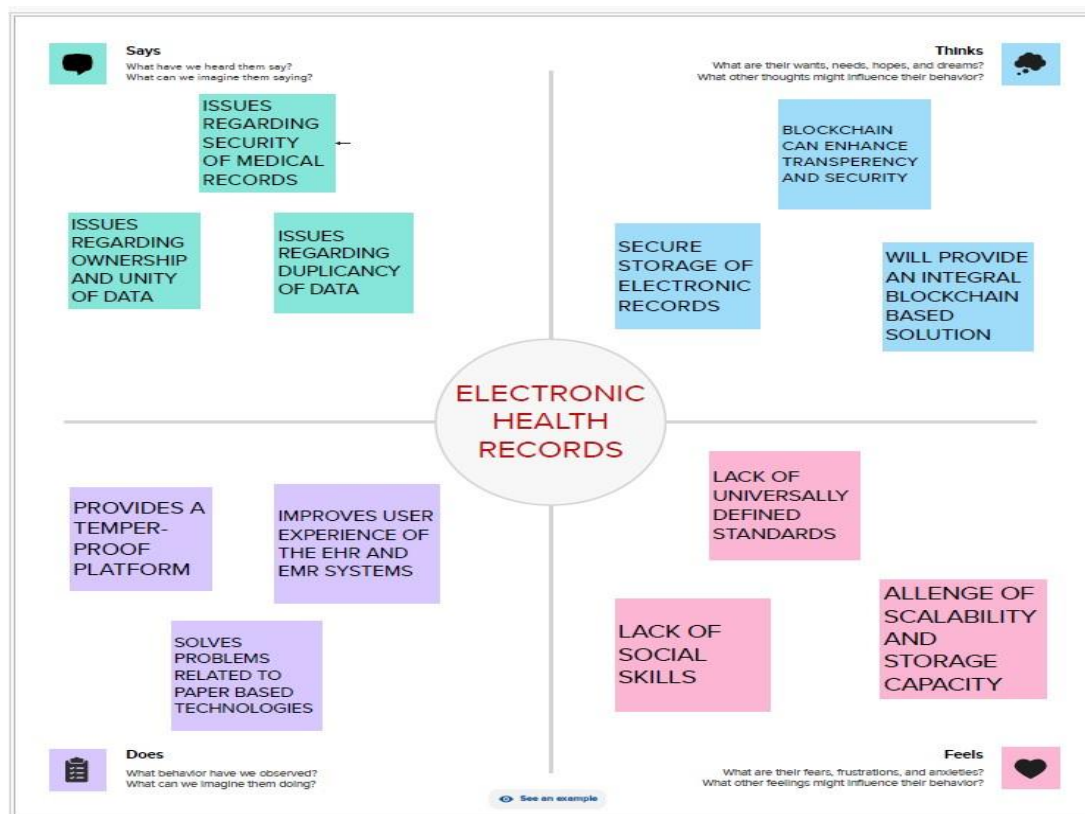 Says
What have we heard them say?
What can we imagine them saying?
ISSUES
REGARDING
SECURITY
OF MEDICAL
RECORDS
ISSUES
REGARDING
OWNERSHIP
AND UNITY
OF DATA
ISSUES
REGARDING
DUPLICANCY
OF DATA
Thinks
What are their wants, needs, hopes, and dreams?
What other thoughts might influence their behavior?
BLOCKCHAIN
CAN ENHANCE
TRANSPERENCY
AND SECURITY
SECURE
STORAGE OF
ELECTRONIC
RECORDS
WILL PROVIDE
AN INTEGRAL
BLOCKCHAIN
BASED
SOLUTION
ELECTRONIC
HEALTH
RECORDS
PROVIDES A
TEMPER-
PROOF
PLATFORM
IMPROVES USER
EXPERIENCE OF
THE EHR AND
EMR SYSTEMS
SOLVES
PROBLEMS
RELATED TO
PAPER BASED
TECHNOLOGIES
Does
What behavior have we observed?
What can we imagine them doing?
LACK OF
UNIVERSALLY
DEFINED
STANDARDS
LACK OF
SOCIAL
SKILLS
ALLENGE OF
SCALABILITY
AND
STORAGE
CAPACITY
Feels
What are their fears, frustrations, and anxieties?
What other feelings might influence their behavior?
See an example